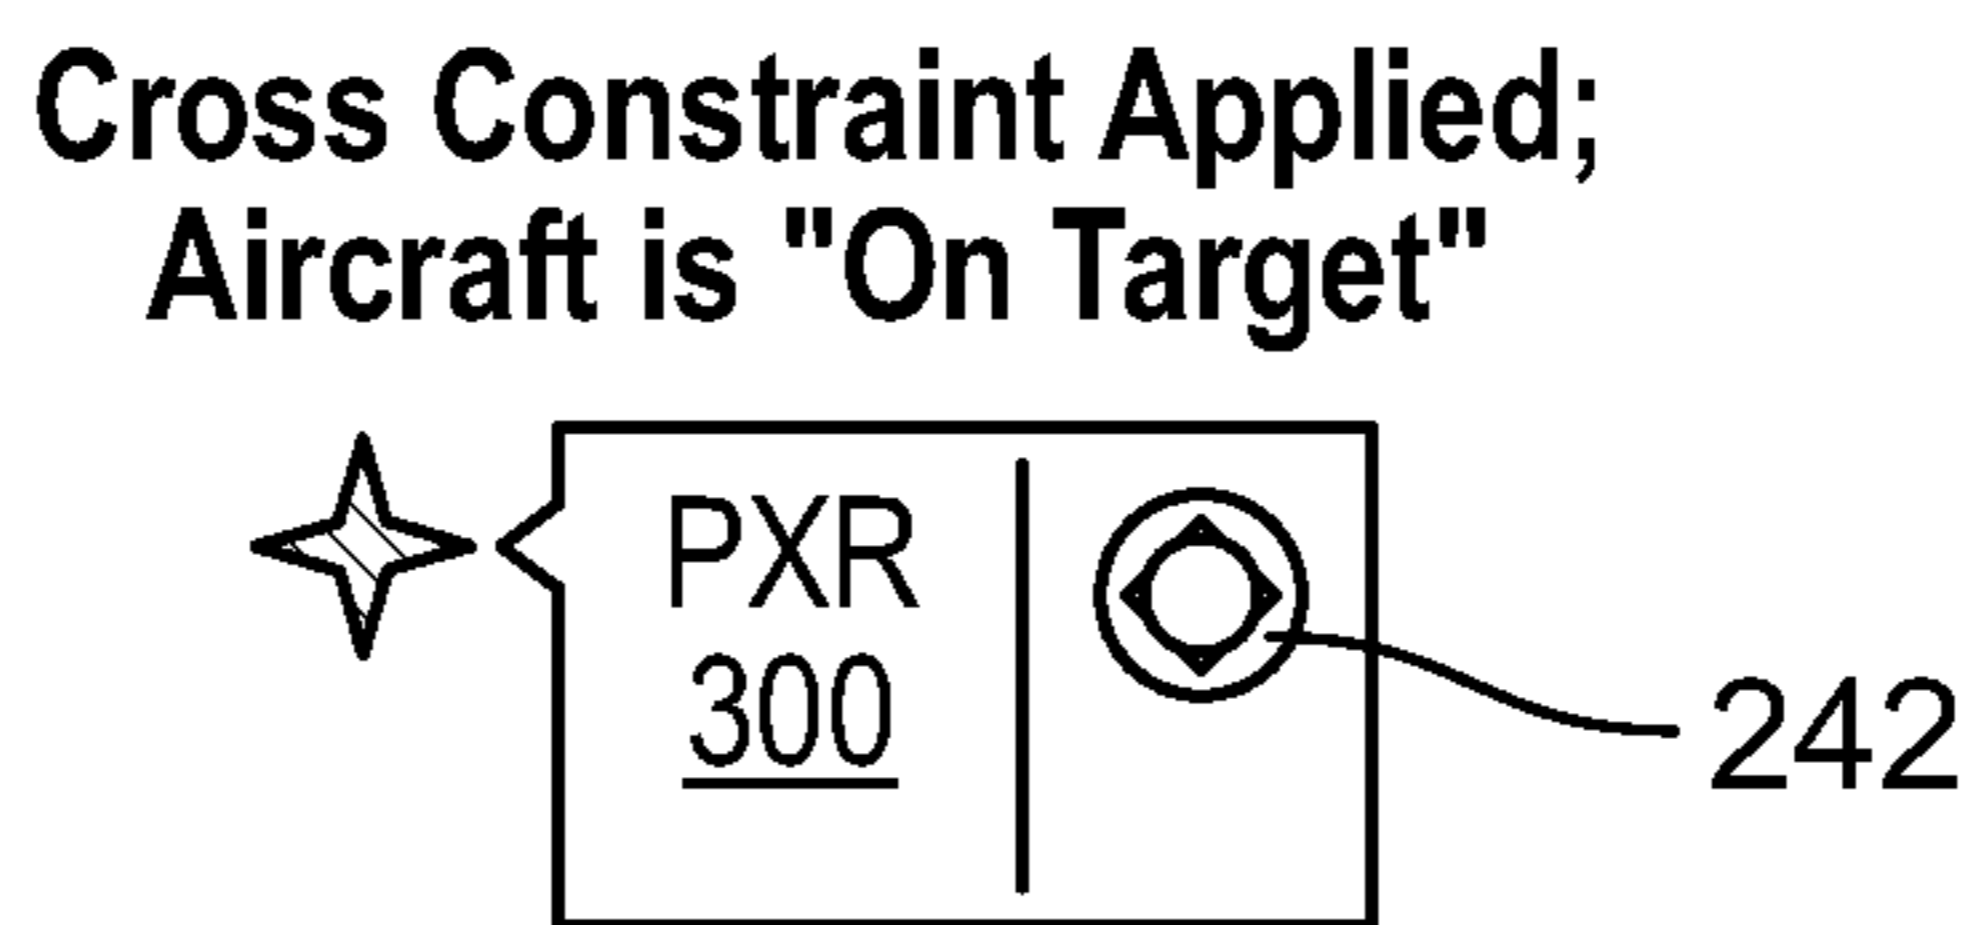 Cross Constraint Applied;
Aircraft is "On Target"
PXR
300
242